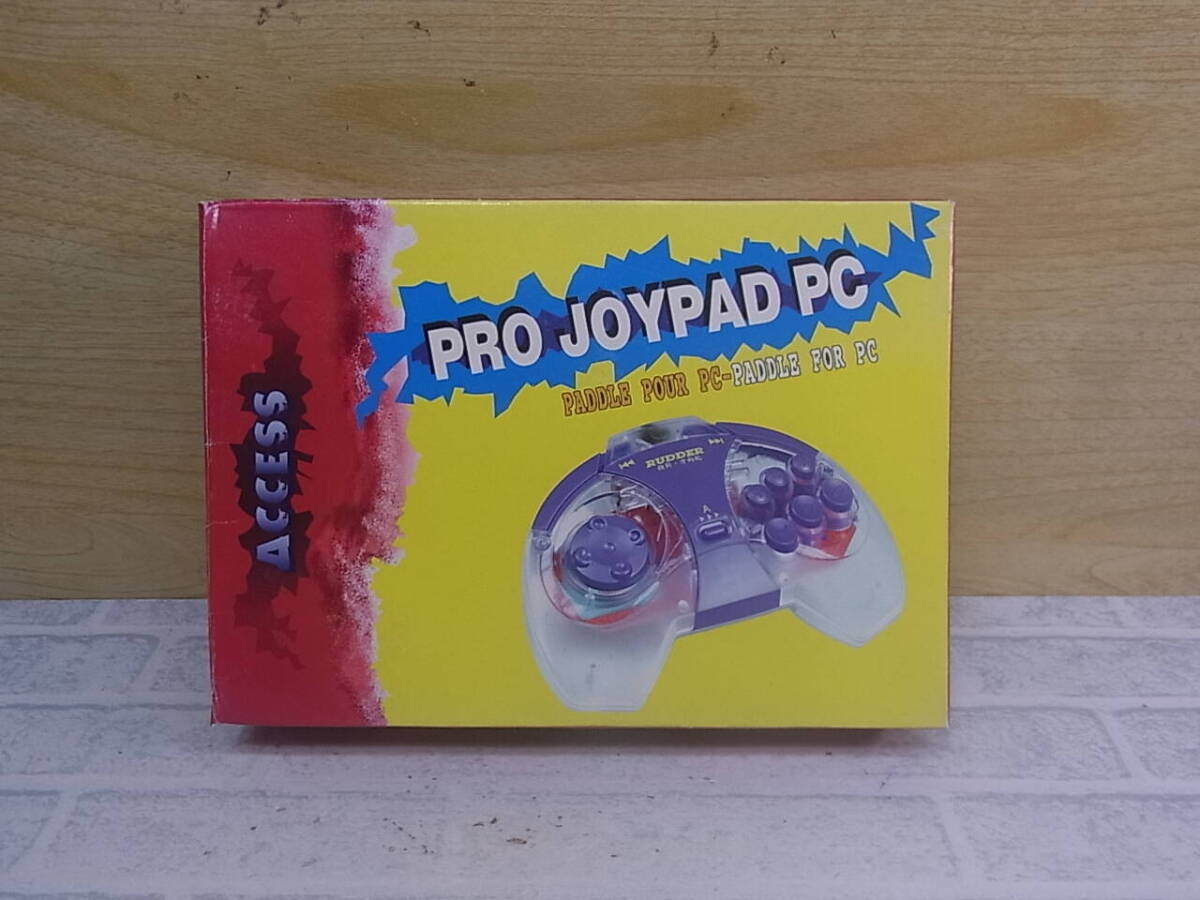 ACCESS
PRO JOYPAD PC
PADDLE POUR PC-PADDLE FOR PC
RUDDER
A